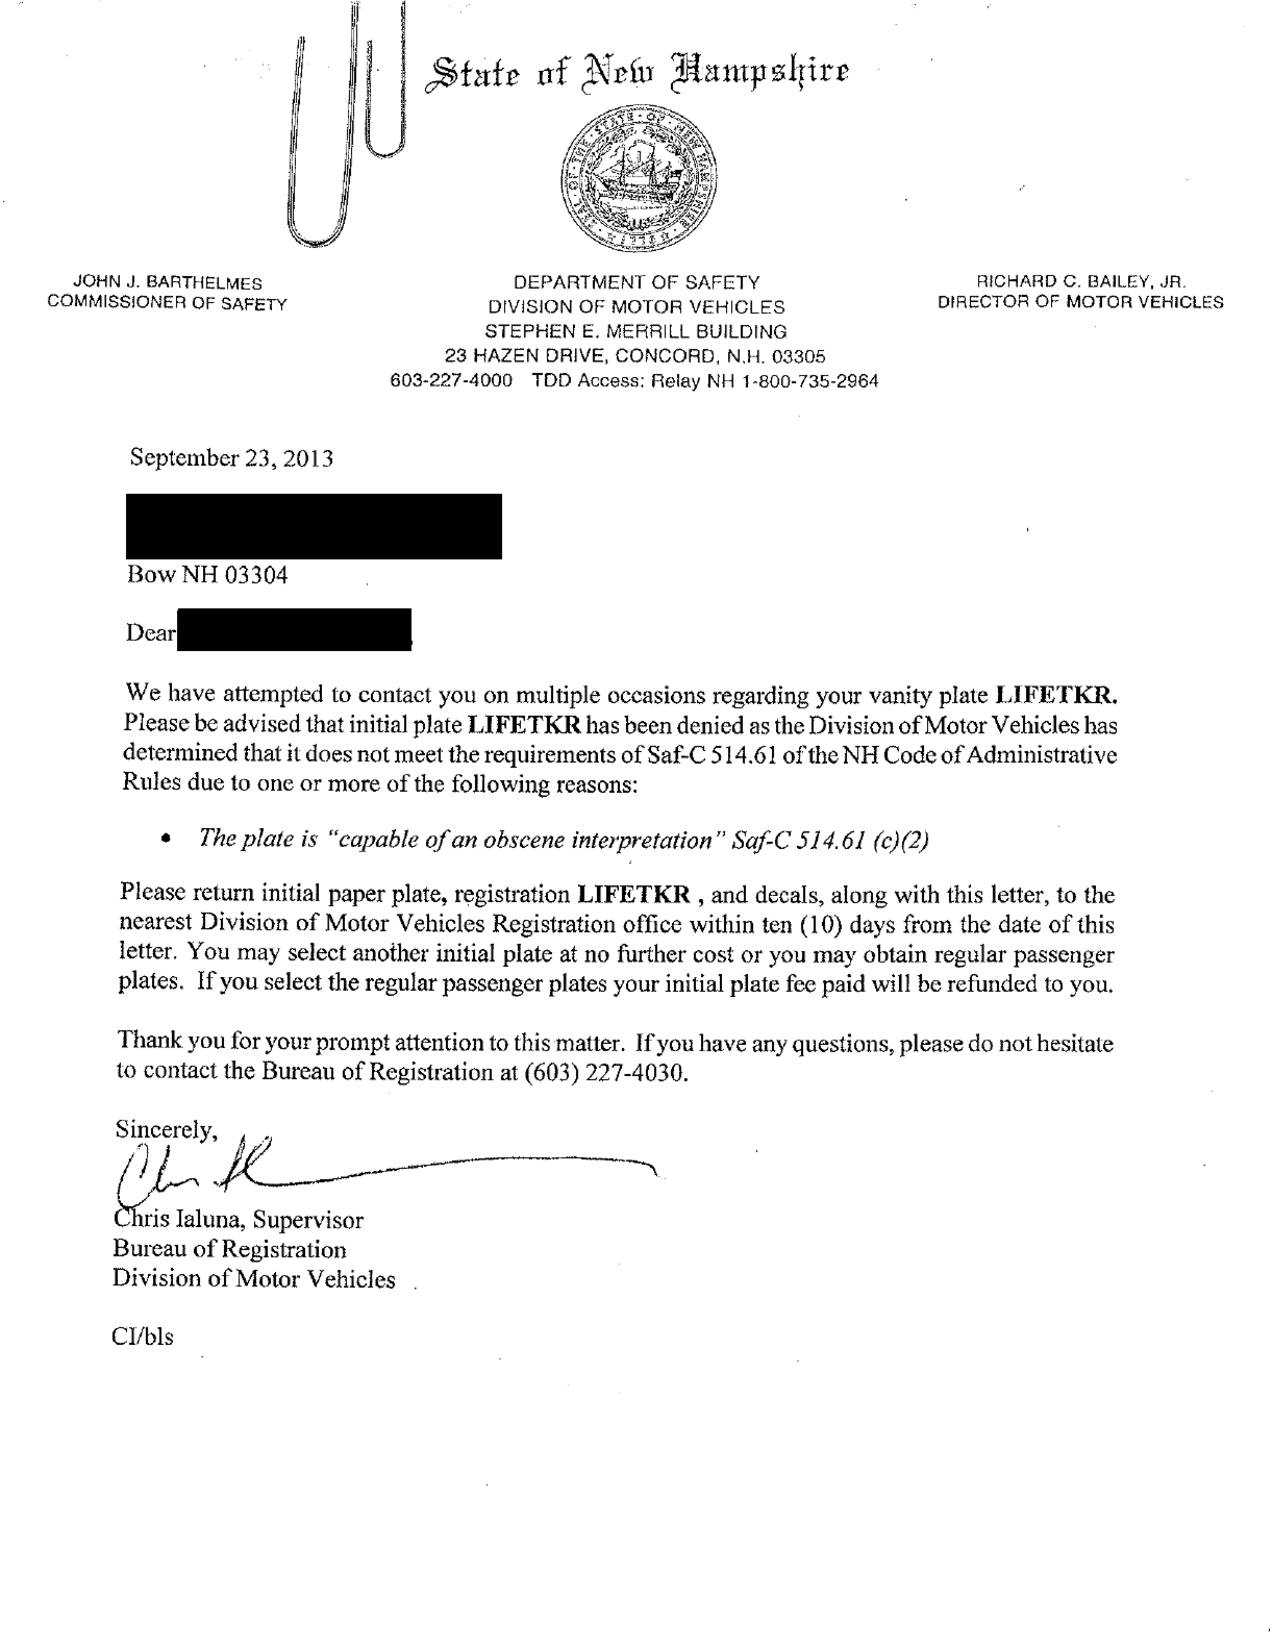 State of New Hampshire
SEAL · OF · THE · STATE · OF · NEW HAMPSHIRE
1776
JOHN J. BARTHELMES
COMMISSIONER OF SAFETY
DEPARTMENT OF SAFETY
DIVISION OF MOTOR VEHICLES
STEPHEN E. MERRILL BUILDING
23 HAZEN DRIVE, CONCORD, N.H. 03305
603-227-4000 TDD Access: Relay NH 1-800-735-2964
RICHARD C. BAILEY, JR.
DIRECTOR OF MOTOR VEHICLES
September 23, 2013
Bow NH 03304
Dear
We have attempted to contact you on multiple occasions regarding your vanity plate LIFETKR.
Please be advised that initial plate LIFETKR has been denied as the Division of Motor Vehicles has
determined that it does not meet the requirements of Saf-C 514.61 of the NH Code of Administrative
Rules due to one or more of the following reasons:
• The plate is "capable of an obscene interpretation" Saf-C 514.61 (c)(2)
Please return initial paper plate, registration LIFETKR , and decals, along with this letter, to the
nearest Division of Motor Vehicles Registration office within ten (10) days from the date of this
letter. You may select another initial plate at no further cost or you may obtain regular passenger
plates. If you select the regular passenger plates your initial plate fee paid will be refunded to you.
Thank you for your prompt attention to this matter. If you have any questions, please do not hesitate
to contact the Bureau of Registration at (603) 227-4030.
Sincerely,
Chris Ialuna, Supervisor
Bureau of Registration
Division of Motor Vehicles
CI/bls